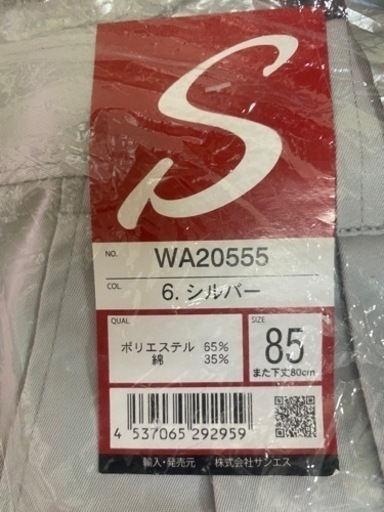 S
NO. WA20555
COL. 6. シルバー
QUAL SIZE
ポリエステル 65%
綿 35%
85
また下丈80cm
4 537065 292959
輸入・発売元 株式会社サンエス